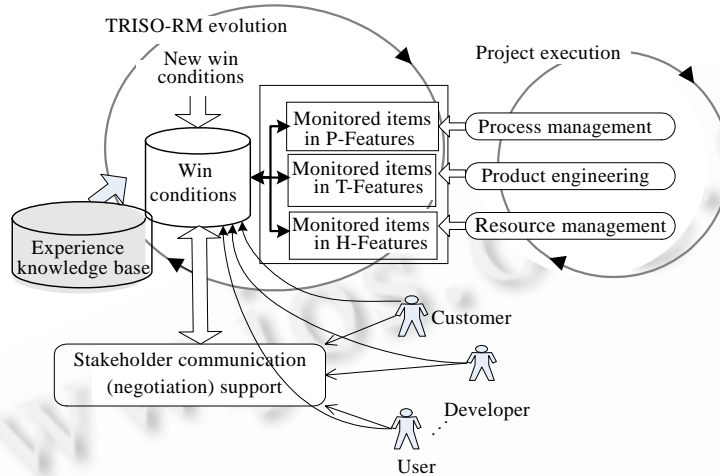 TRISO-RM evolution
New win
conditions
Project execution
Monitored items
in P-Features
Process management
Win
conditions
Monitored items
in T-Features
Product engineering
Monitored items
in H-Features
Resource management
Experience
knowledge base
Customer
Stakeholder communication
(negotiation) support
Developer
User